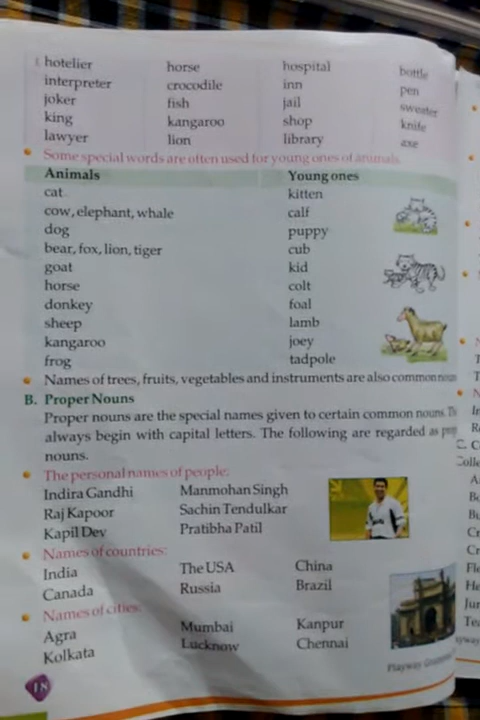 hotelier horse hospital bottle
interpreter crocodile inn pen
joker fish jail sweater
king kangaroo shop knife
lawyer lion library axe
• Some special words are often used for young ones of animals.
Animals Young ones
cat kitten
cow, elephant, whale calf
dog puppy
bear, fox, lion, tiger cub
goat kid
horse colt
donkey foal
sheep lamb
kangaroo joey
frog tadpole
• Names of trees, fruits, vegetables and instruments are also common
B. Proper Nouns
Proper nouns are the special names given to certain common nouns.
always begin with capital letters. The following are regarded as
nouns.
• The personal names of people:
Indira Gandhi Manmohan Singh
Raj Kapoor Sachin Tendulkar
Kapil Dev Pratibha Patil
• Names of countries:
India The USA China
Canada Russia Brazil
• Names of cities:
Agra Mumbai Kanpur
Kolkata Lucknow Chennai
18 Playway